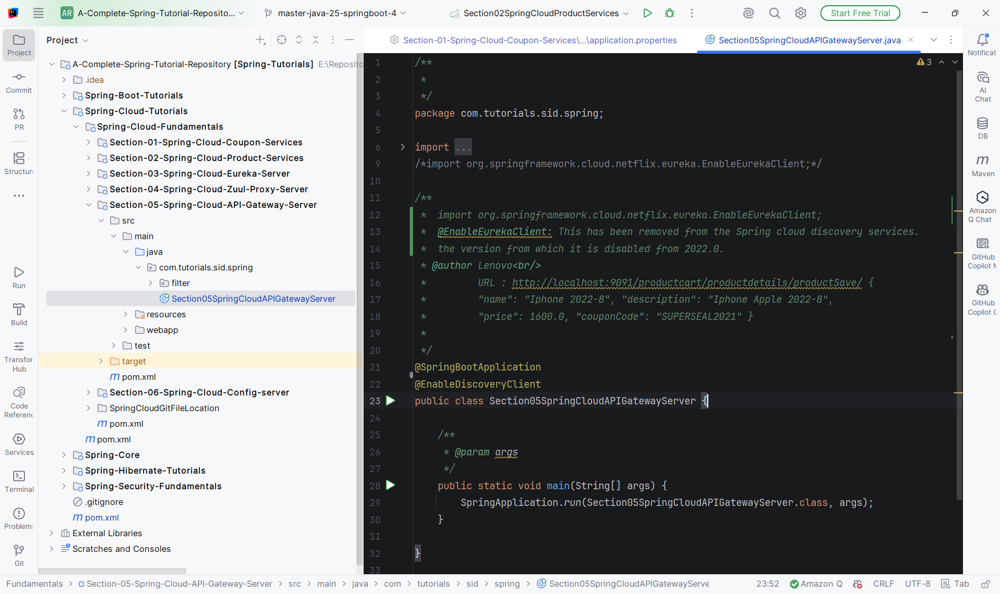 AR A-Complete-Spring-Tutorial-Reposito... master-java-25-springboot-4 Section02SpringCloudProductServices Start Free Trial
Project
Section-01-Spring-Cloud-Coupon-Services\...\application.properties Section05SpringCloudAPIGatewayServer.java
Project
Commit
PR
Structure
Run
Build
Transfor
Hub
Code
Referenc
Services
Terminal
Problems
Git
A-Complete-Spring-Tutorial-Repository [Spring-Tutorials] E:\Reposito
.idea
Spring-Boot-Tutorials
Spring-Cloud-Tutorials
Spring-Cloud-Fundamentals
Section-01-Spring-Cloud-Coupon-Services
Section-02-Spring-Cloud-Product-Services
Section-03-Spring-Cloud-Eureka-Server
Section-04-Spring-Cloud-Zuul-Proxy-Server
Section-05-Spring-Cloud-API-Gateway-Server
src
main
java
com.tutorials.sid.spring
filter
Section05SpringCloudAPIGatewayServer
resources
webapp
test
target
m pom.xml
Section-06-Spring-Cloud-Config-server
SpringCloudGitFileLocation
m pom.xml
m pom.xml
Spring-Core
Spring-Hibernate-Tutorials
Spring-Security-Fundamentals
.gitignore
m pom.xml
External Libraries
Scratches and Consoles
1 /**
2 *
3 */
4 package com.tutorials.sid.spring;
5
6 import ...
9 /*import org.springframework.cloud.netflix.eureka.EnableEurekaClient;*/
10
11 /**
12 * import org.springframework.cloud.netflix.eureka.EnableEurekaClient;
13 * @EnableEurekaClient: This has been removed from the Spring cloud discovery services.
14 * the version from which it is disabled from 2022.0.
15 * @author Lenovo<br/>
16 * URL : http://localhost:9091/productcart/productdetails/productSave/ {
17 * "name": "Iphone 2022-8", "description": "Iphone Apple 2022-8",
18 * "price": 1600.0, "couponCode": "SUPERSEAL2021" }
19 *
20 */
21 @SpringBootApplication
22 @EnableDiscoveryClient
23 public class Section05SpringCloudAPIGatewayServer {
24
25 /**
26 * @param args
27 */
28 public static void main(String[] args) {
29 SpringApplication.run(Section05SpringCloudAPIGatewayServer.class, args);
30 }
31
32 }
33
3
Notificat
AI
Chat
DB
m
Maven
Amazon
Q Chat
GitHub
Copilot M
GitHub
Copilot C
Fundamentals > Section-05-Spring-Cloud-API-Gateway-Server > src > main > java > com > tutorials > sid > spring > Section05SpringCloudAPIGatewayServe 23:52 Amazon Q CRLF UTF-8 Tab